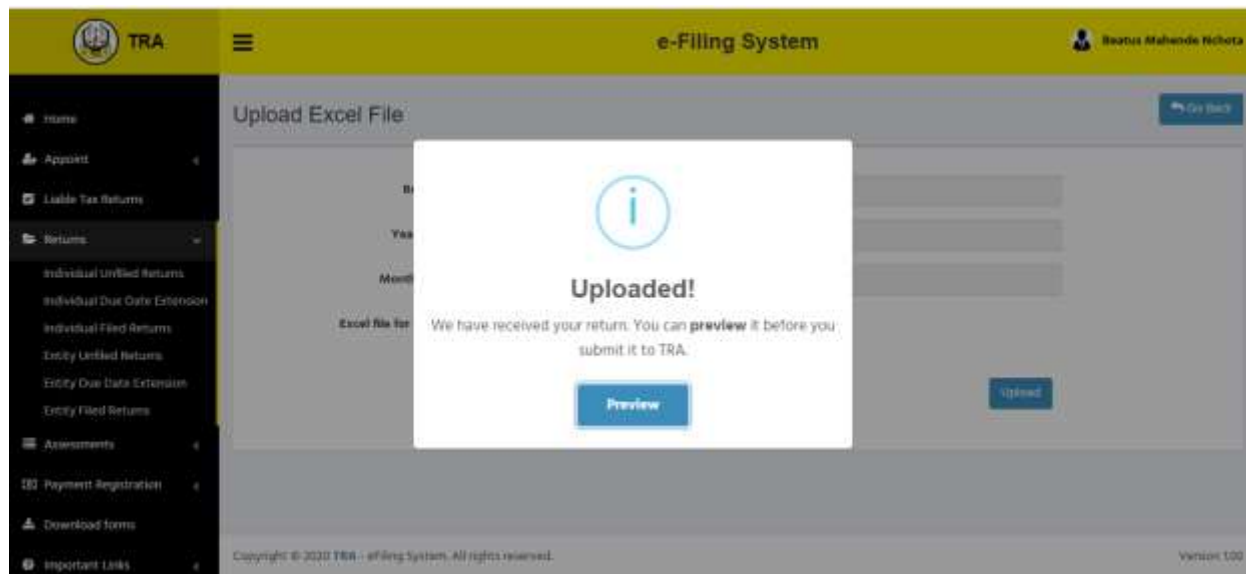 TRA
e-Filing System
Beatus Mahende Nchota
Home
Upload Excel File
Go Back
Appoint
Liable Tax Returns
Returns
Individual Unfiled Returns
Individual Due Date Extension
Individual Filed Returns
Entity Unfiled Returns
Entity Due Date Extension
Entity Filed Returns
Assessments
Payment Registration
Download forms
Important Links
Excel file for
Uploaded!
We have received your return. You can preview it before you
submit it to TRA.
Preview
Upload
Copyright © 2020 TRA - eFiling System. All rights reserved.
Version 1.00